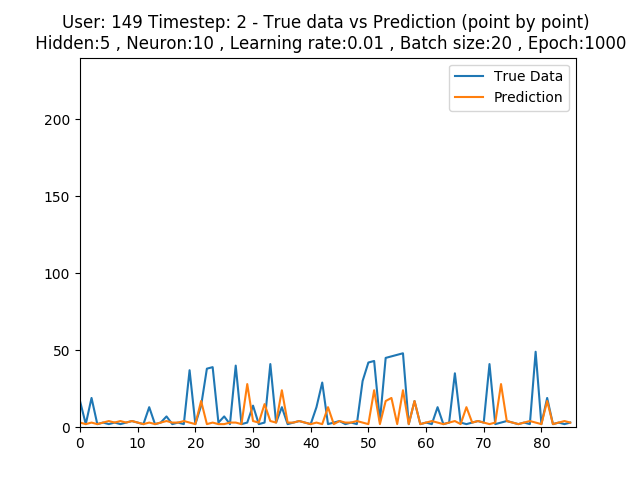 User: 149 Timestep: 2 - True data vs Prediction (point by point)
Hidden:5 , Neuron:10 , Learning rate:0.01 , Batch size:20 , Epoch:1000
True Data
Prediction
200
150
100
50
0
0 10 20 30 40 50 60 70 80